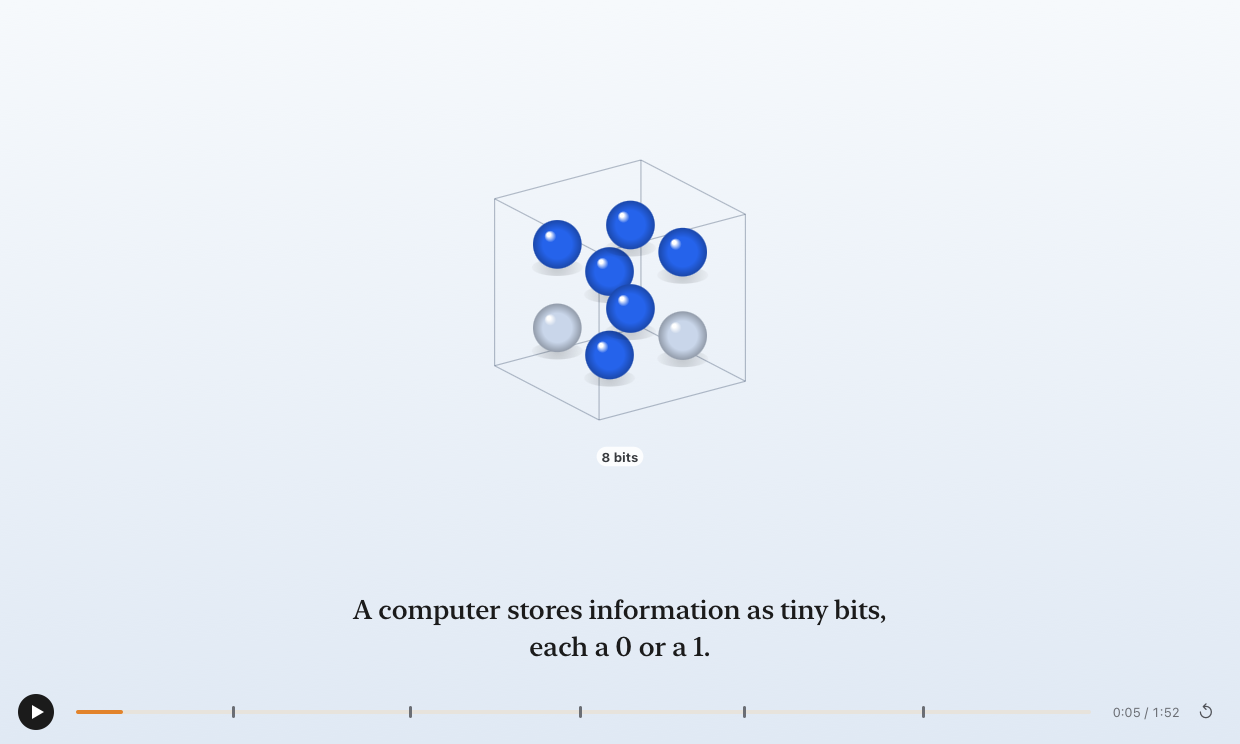 8 bits
A computer stores information as tiny bits,
each a 0 or a 1.
0:05 / 1:52